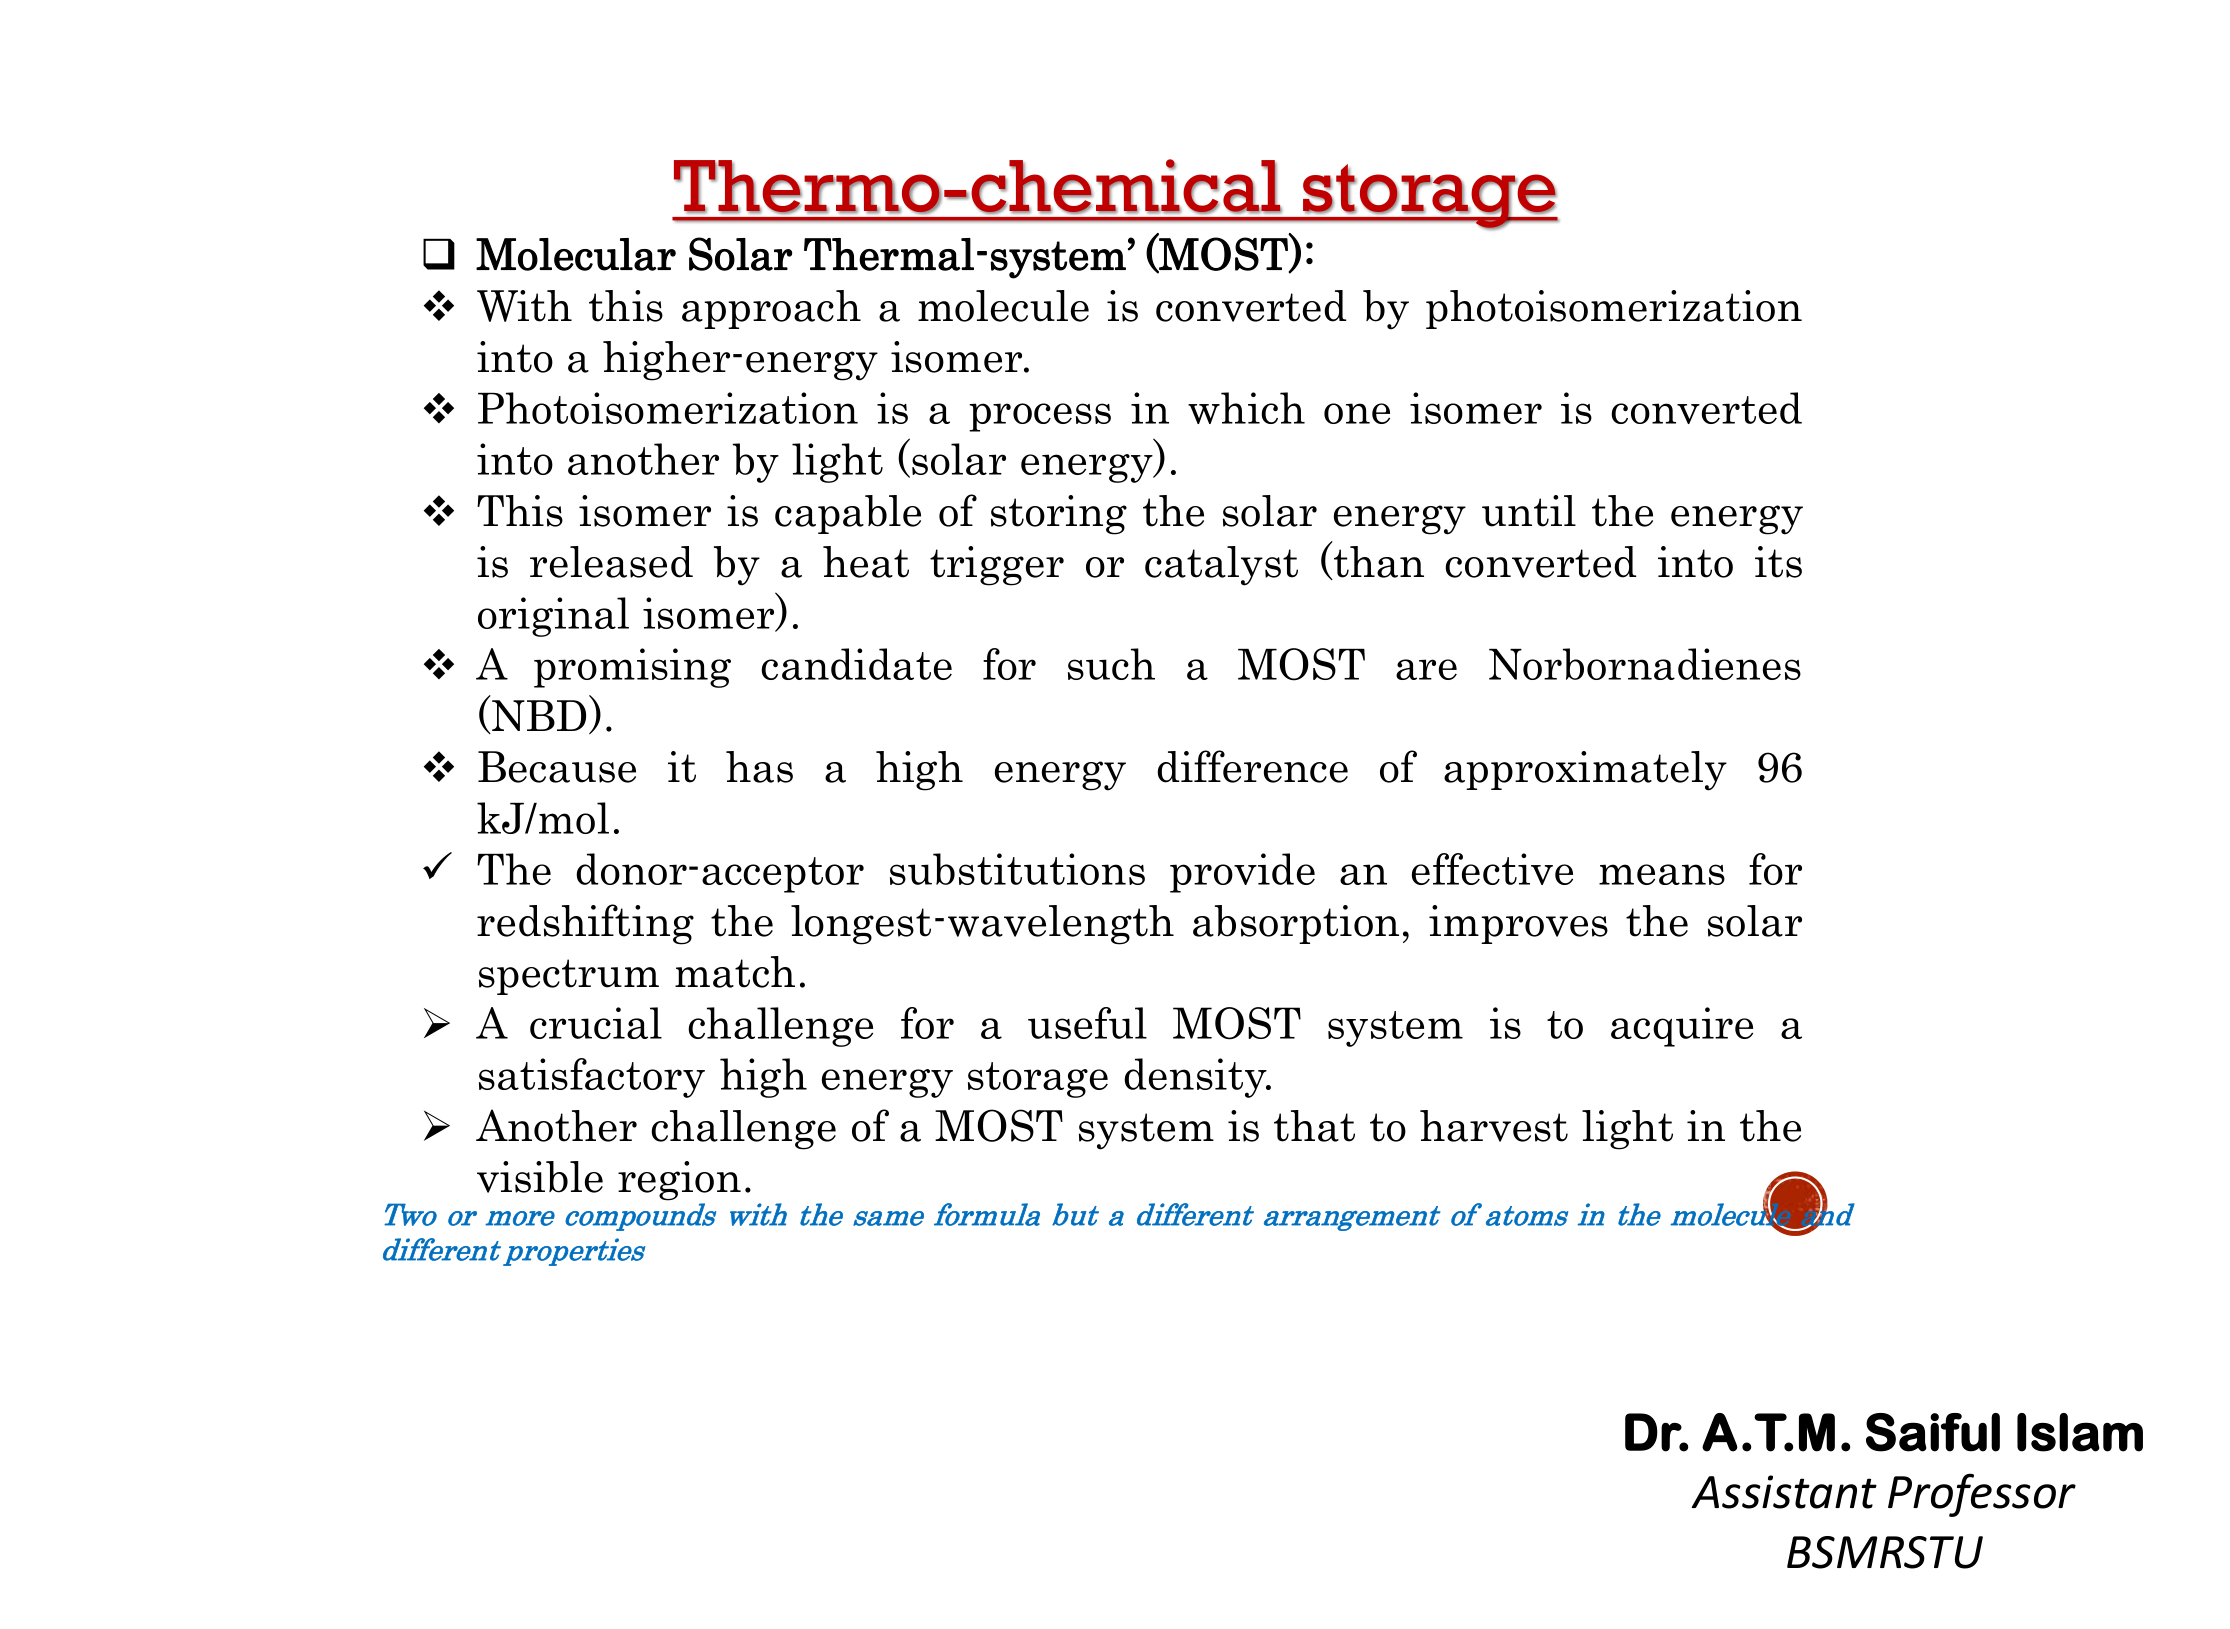 Thermo-chemical storage
Molecular Solar Thermal-system’ (MOST):
With this approach a molecule is converted by photoisomerization
into a higher-energy isomer.
Photoisomerization is a process in which one isomer is converted
into another by light (solar energy).
This isomer is capable of storing the solar energy until the energy
is released by a heat trigger or catalyst (than converted into its
original isomer).
A promising candidate for such a MOST are Norbornadienes
(NBD).
Because it has a high energy difference of approximately 96
kJ/mol.
The donor-acceptor substitutions provide an effective means for
redshifting the longest-wavelength absorption, improves the solar
spectrum match.
A crucial challenge for a useful MOST system is to acquire a
satisfactory high energy storage density.
Another challenge of a MOST system is that to harvest light in the
visible region.
Two or more compounds with the same formula but a different arrangement of atoms in the molecule and
different properties
Dr. A.T.M. Saiful Islam
Assistant Professor
BSMRSTU